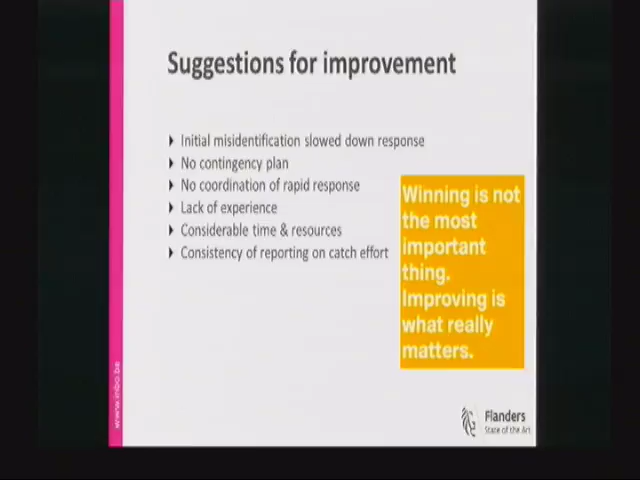 Suggestions for improvement
Initial misidentification slowed down response
No contingency plan
No coordination of rapid response
Lack of experience
Considerable time & resources
Consistency of reporting on catch effort
Winning is not
the most
important
thing.
Improving is
what really
matters.
www.inbo.be
Flanders
State of the Art